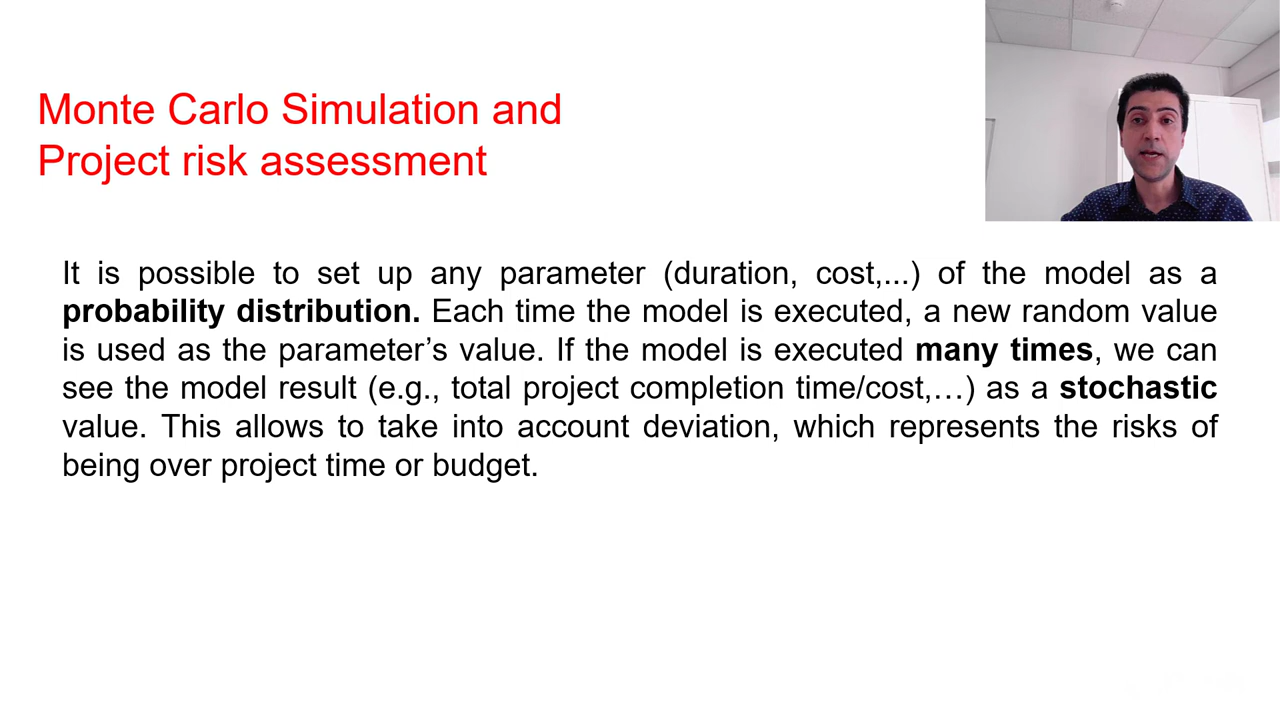 Monte Carlo Simulation and
Project risk assessment
It is possible to set up any parameter (duration, cost,...) of the model as a
probability distribution. Each time the model is executed, a new random value
is used as the parameter’s value. If the model is executed many times, we can
see the model result (e.g., total project completion time/cost,…) as a stochastic
value. This allows to take into account deviation, which represents the risks of
being over project time or budget.